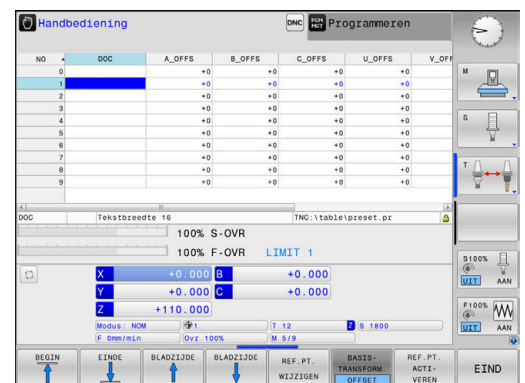 Handbediening
DNC
PGM
MGT
Programmeren
NO DOC A_OFFS B_OFFS C_OFFS U_OFFS V_OFF
0 +0 +0 +0 +0
1 +0 +0 +0 +0
2 +0 +0 +0 +0
3 +0 +0 +0 +0
4 +0 +0 +0 +0
5 +0 +0 +0 +0
6 +0 +0 +0 +0
7 +0 +0 +0 +0
8 +0 +0 +0 +0
9 +0 +0 +0 +0
DOC Tekstbreedte 16 TNC:\table\preset.pr
100% S-OVR
100% F-OVR LIMIT 1
X +0.000 B +0.000
Y +0.000 C +0.000
Z +110.000
Modus: NOM 1 T 12 Z S 1800
F 0mm/min Ovr 100% M 5/9
M
S
T
S100%
UIT AAN
F100%
UIT AAN
BEGIN
EINDE
BLADZIJDE
BLADZIJDE
REF.PT.
WIJZIGEN
BASIS-
TRANSFORM.
OFFSET
REF.PT.
ACTI-
VEREN
EIND